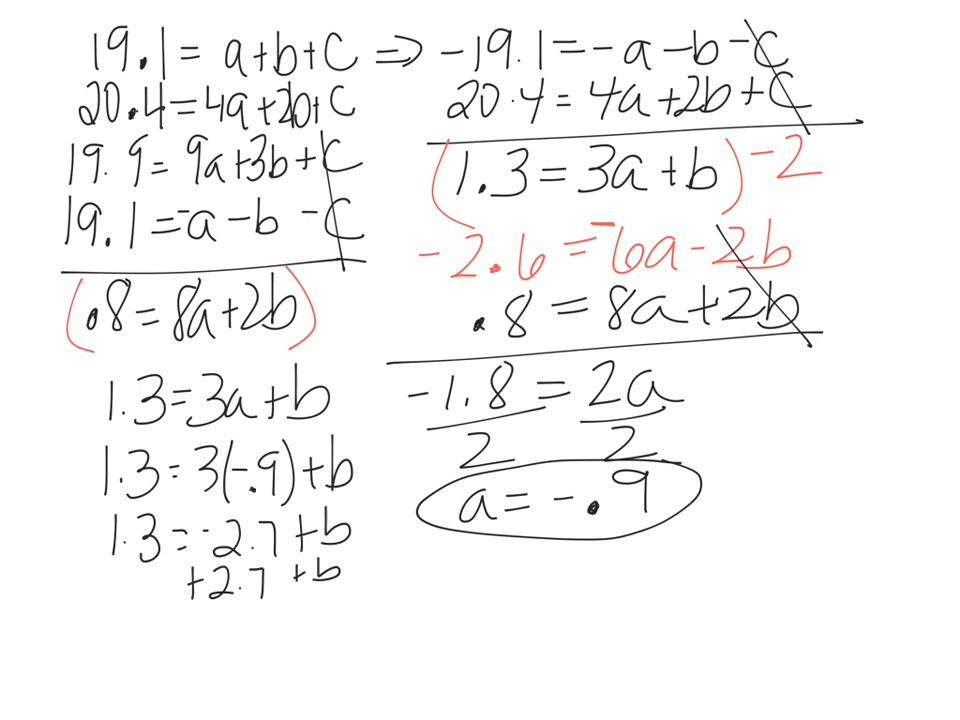 19.1 = a+b+C ⇒ -19.1 = -a-b-C
20.4 = 4a+2b+C
20.4 = 4a+2b+C
19.9 = 9a+3b+C
(1.3 = 3a+b)-2
19.1 = -a-b-C
-2.6 = -6a-2b
(.8 = 8a+2b)
.8 = 8a+2b
1.3 = 3a+b
-1.8 = 2a
2 2
1.3 = 3(-.9)+b
a = -.9
1.3 = -2.7+b
+2.7 +b